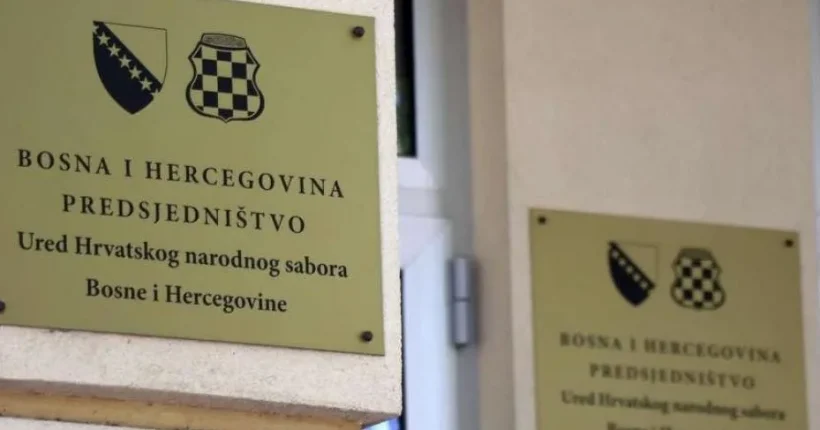 BOSNA I HERCEGOVINA
PREDSJEDNIŠTVO
Ured Hrvatskog narodnog sabora
Bosne i Hercegovine
BOSNA I HERCEGOVINA
PREDSJEDNIŠTVO
Ured Hrvatskog narodnog sabora